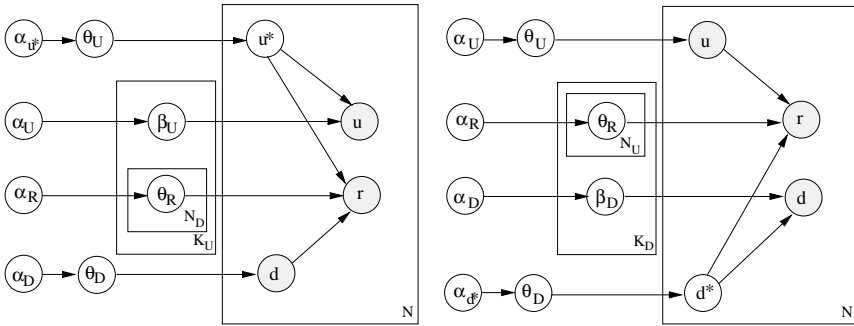 α_u* θ_U u*
α_U β_U u
α_R θ_R r
N_D
K_U
α_D θ_D d
N
α_U θ_U u
α_R θ_R r
N_U
α_D β_D d
K_D
α_d* θ_D d*
N